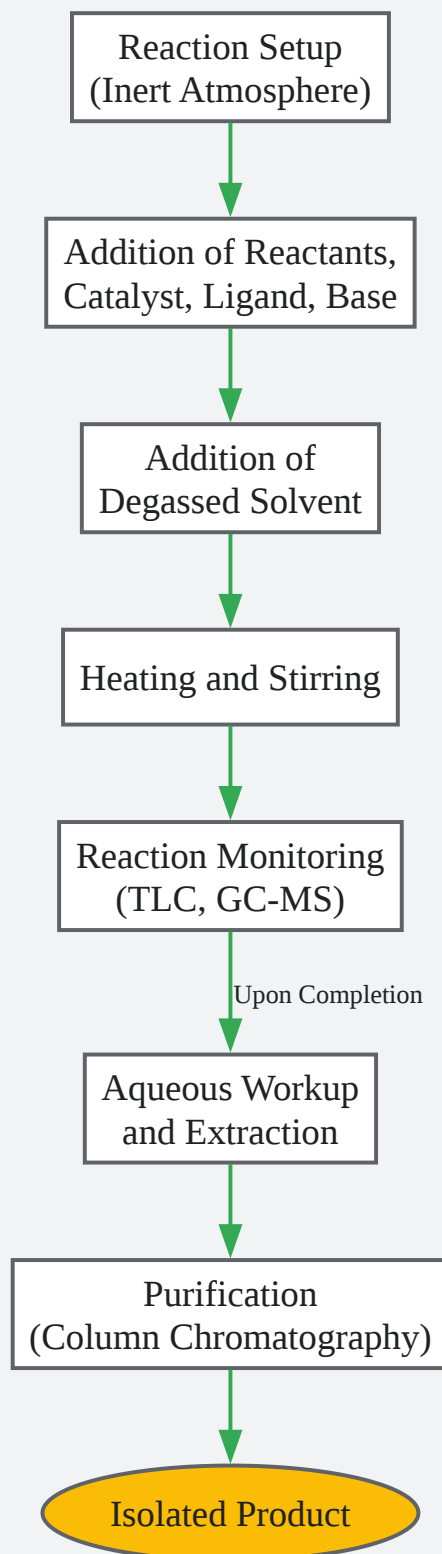 Reaction Setup
(Inert Atmosphere)
Addition of Reactants,
Catalyst, Ligand, Base
Addition of
Degassed Solvent
Heating and Stirring
Reaction Monitoring
(TLC, GC-MS)
Upon Completion
Aqueous Workup
and Extraction
Purification
(Column Chromatography)
Isolated Product